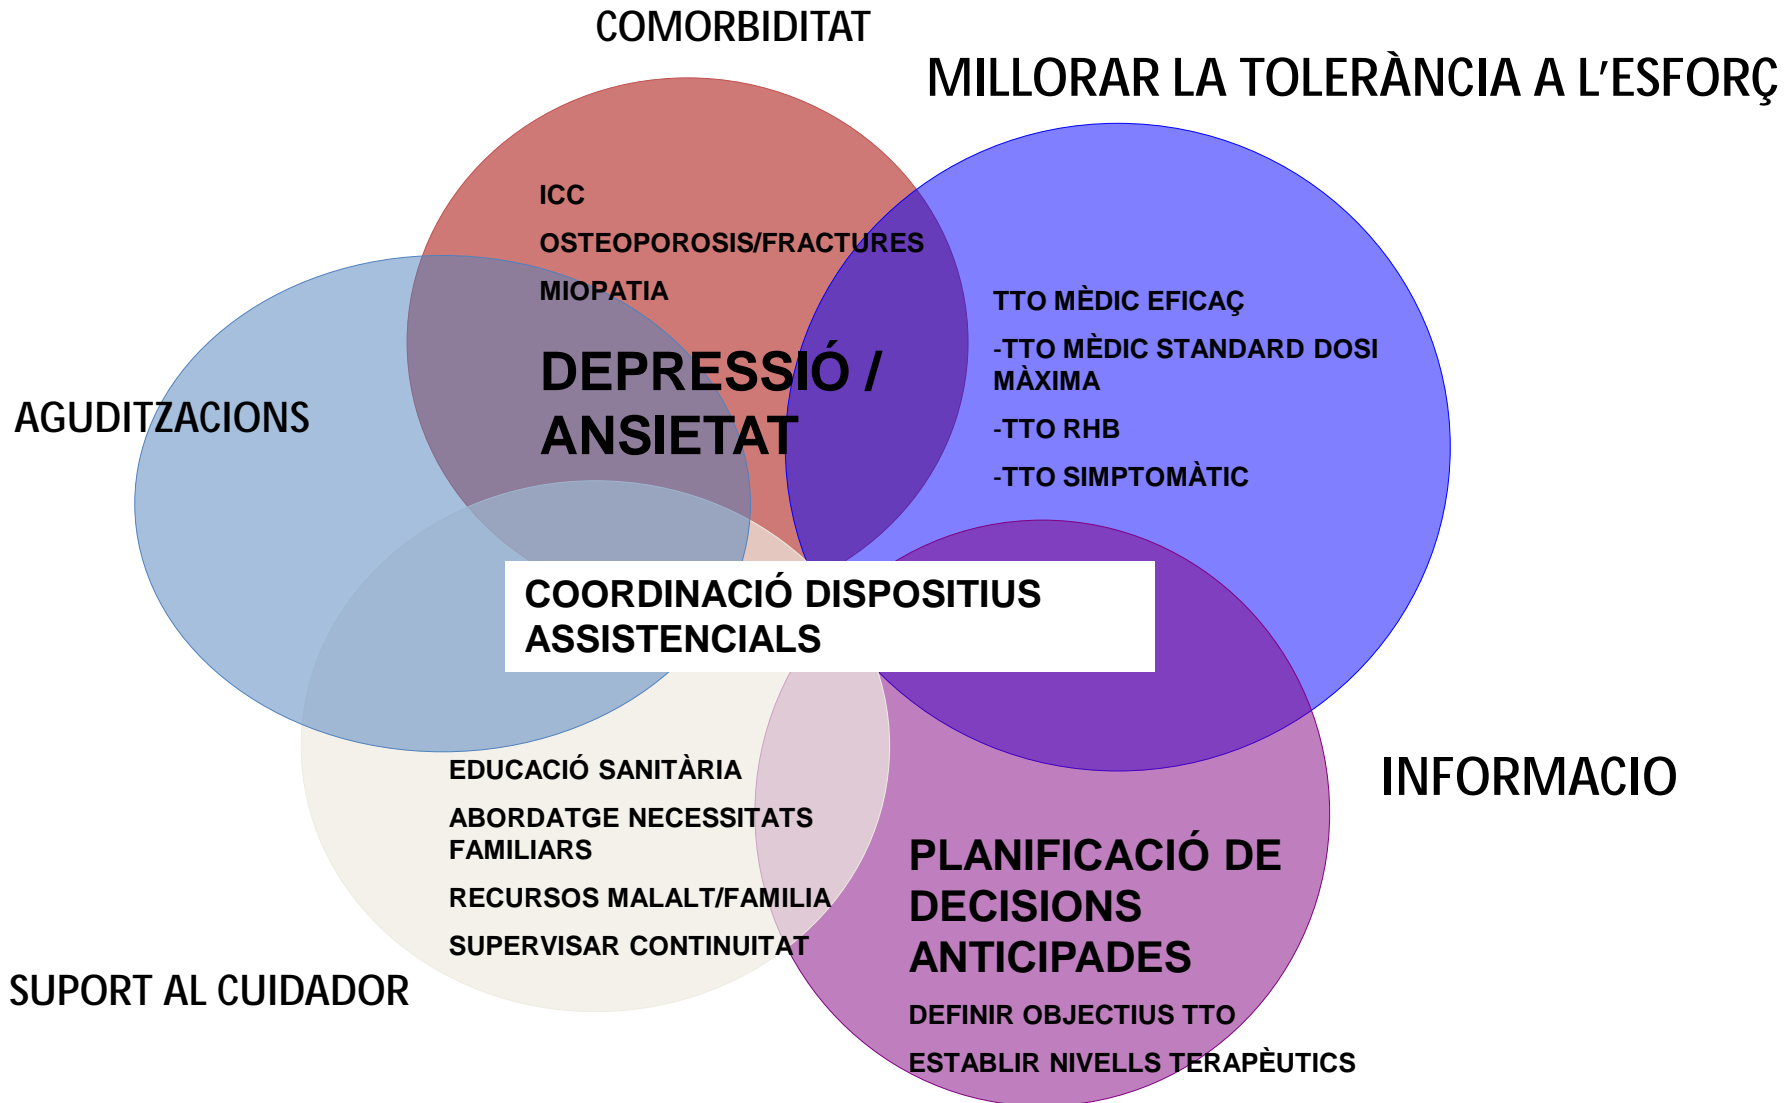 COMORBIDITAT
MILLORAR LA TOLERÀNCIA A L'ESFORÇ
ICC
OSTEOPOROSIS/FRACTURES
MIOPATIA
DEPRESSIÓ /
ANSIETAT
TTO MÈDIC EFICAÇ
-TTO MÈDIC STANDARD DOSI
MÀXIMA
-TTO RHB
-TTO SIMPTOMÀTIC
AGUDITZACIONS
COORDINACIÓ DISPOSITIUS
ASSISTENCIALS
EDUCACIÓ SANITÀRIA
ABORDATGE NECESSITATS
FAMILIARS
RECURSOS MALALT/FAMILIA
SUPERVISAR CONTINUITAT
SUPORT AL CUIDADOR
INFORMACIO
PLANIFICACIÓ DE
DECISIONS
ANTICIPADES
DEFINIR OBJECTIUS TTO
ESTABLIR NIVELLS TERAPÈUTICS